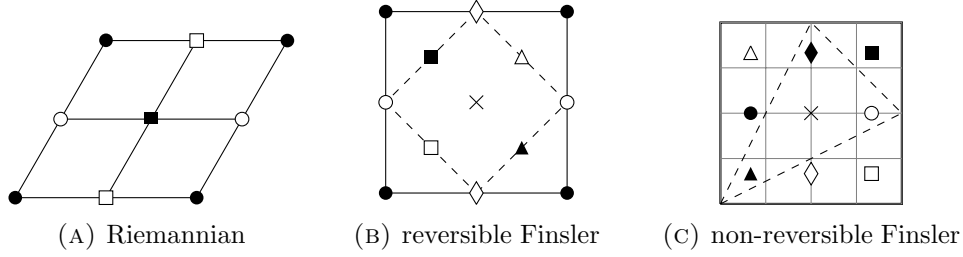 (A) Riemannian
(B) reversible Finsler
(C) non-reversible Finsler